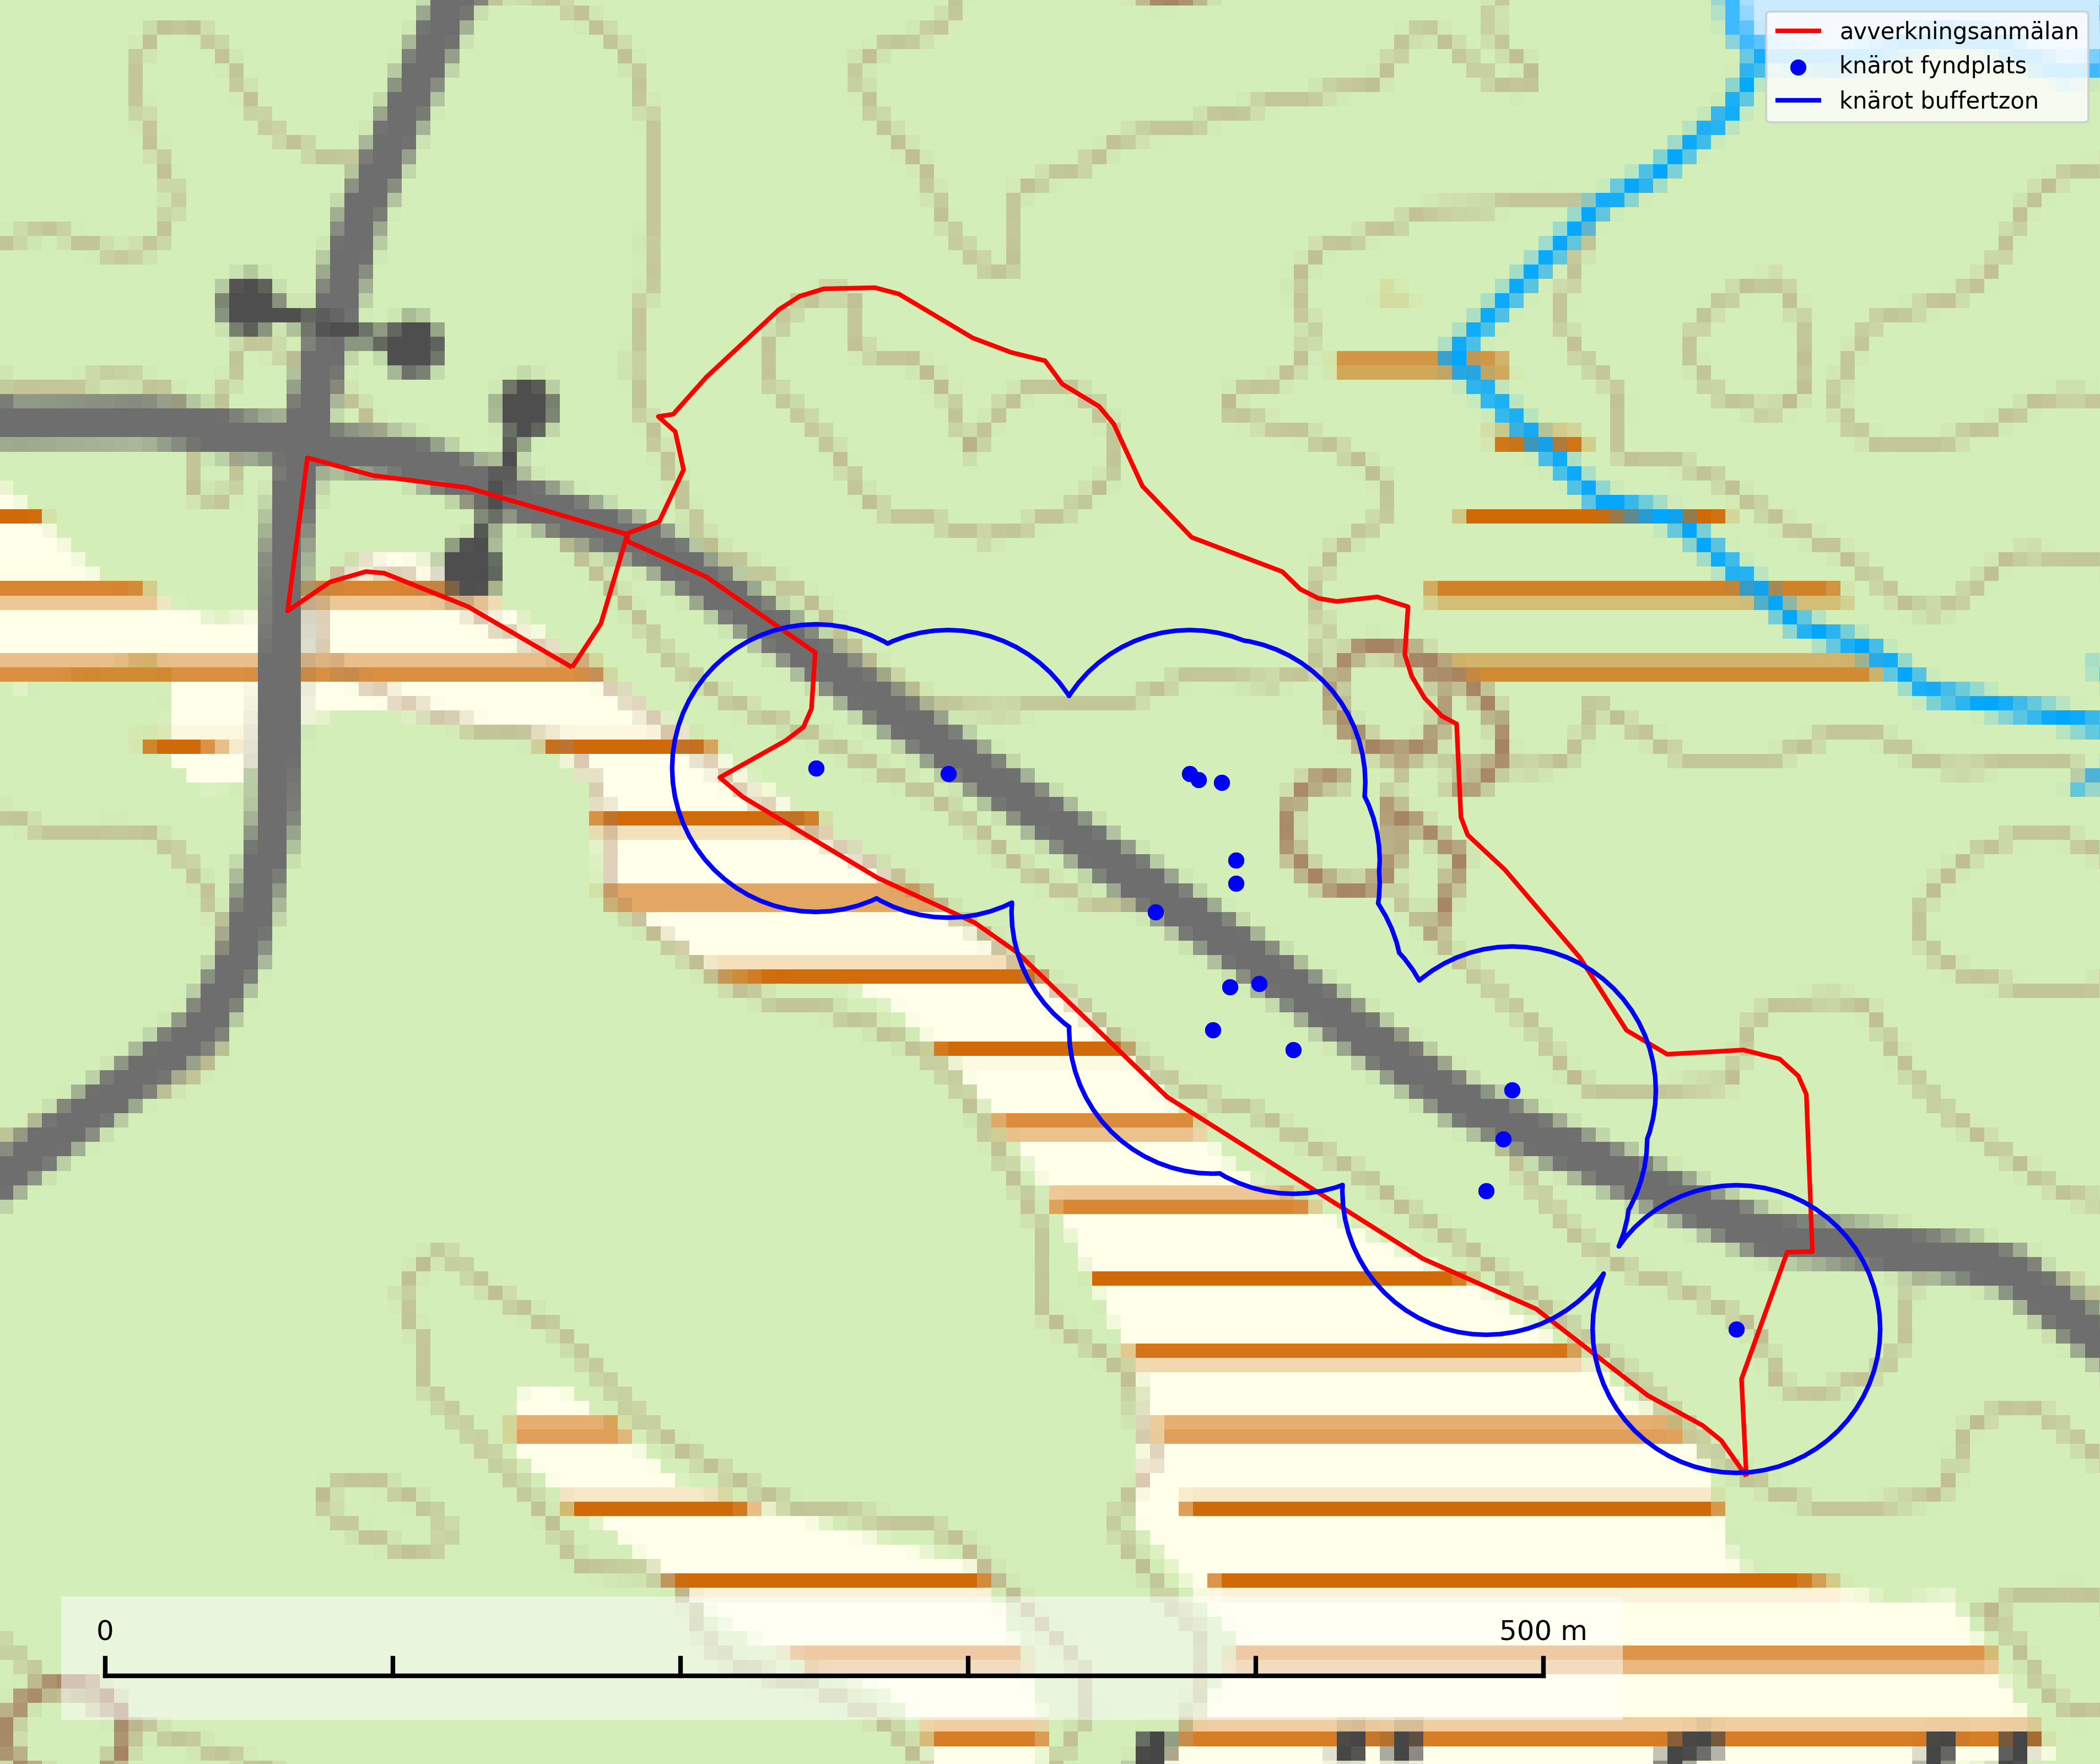 avverkningsanmälan
knärot fyndplats
knärot buffertzon
0 500 m